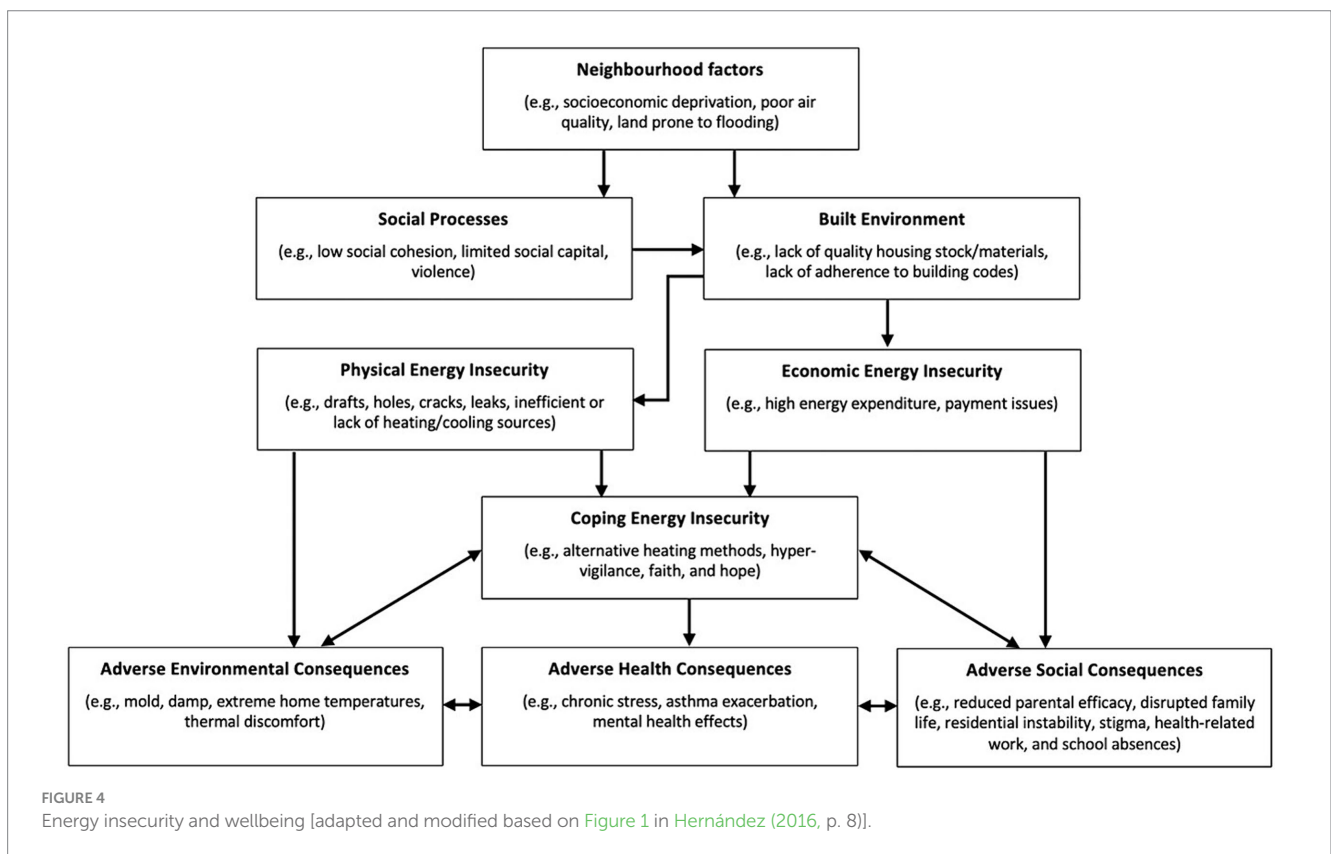 Neighbourhood factors
(e.g., socioeconomic deprivation, poor air
quality, land prone to flooding)
Social Processes
(e.g., low social cohesion, limited social capital,
violence)
Built Environment
(e.g., lack of quality housing stock/materials,
lack of adherence to building codes)
Physical Energy Insecurity
(e.g., drafts, holes, cracks, leaks, inefficient or
lack of heating/cooling sources)
Economic Energy Insecurity
(e.g., high energy expenditure, payment issues)
Coping Energy Insecurity
(e.g., alternative heating methods, hyper-
vigilance, faith, and hope)
Adverse Environmental Consequences
(e.g., mold, damp, extreme home temperatures,
thermal discomfort)
Adverse Health Consequences
(e.g., chronic stress, asthma exacerbation,
mental health effects)
Adverse Social Consequences
(e.g., reduced parental efficacy, disrupted family
life, residential instability, stigma, health-related
work, and school absences)
FIGURE 4
Energy insecurity and wellbeing [adapted and modified based on Figure 1 in Hernández (2016, p. 8)].